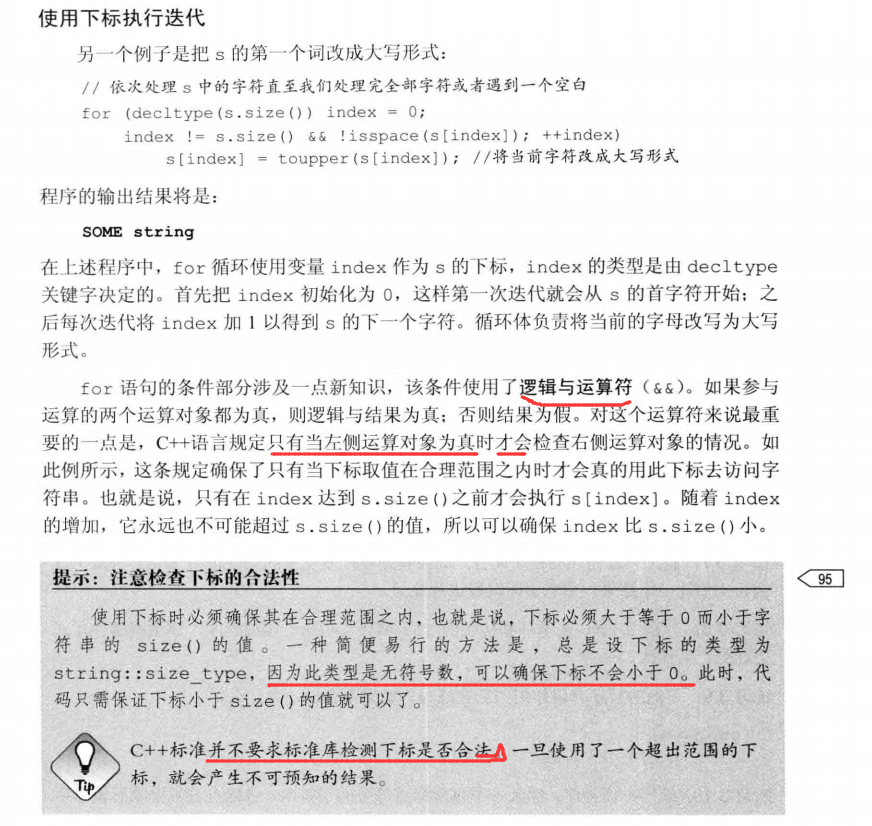 使用下标执行迭代
另一个例子是把 s 的第一个词改成大写形式：
// 依次处理 s 中的字符直至我们处理完全部字符或者遇到一个空白
for (decltype(s.size()) index = 0;
index != s.size() && !isspace(s[index]); ++index)
s[index] = toupper(s[index]); //将当前字符改成大写形式
程序的输出结果将是：
SOME string
在上述程序中，for 循环使用变量 index 作为 s 的下标，index 的类型是由 decltype
关键字决定的。首先把 index 初始化为 0，这样第一次迭代就会从 s 的首字符开始；之
后每次迭代将 index 加 1 以得到 s 的下一个字符。循环体负责将当前的字母改写为大写
形式。
for 语句的条件部分涉及一点新知识，该条件使用了逻辑与运算符（&&）。如果参与
运算的两个运算对象都为真，则逻辑与结果为真；否则结果为假。对这个运算符来说最重
要的一点是，C++语言规定只有当左侧运算对象为真时才会检查右侧运算对象的情况。如
此例所示，这条规定确保了只有当下标取值在合理范围之内时才会真的用此下标去访问字
符串。也就是说，只有在 index 达到 s.size()之前才会执行 s[index]。随着 index
的增加，它永远也不可能超过 s.size()的值，所以可以确保 index 比 s.size()小。
提示：注意检查下标的合法性
95
使用下标时必须确保其在合理范围之内，也就是说，下标必须大于等于 0 而小于字
符串的 size()的值。一种简便易行的方法是，总是设下标的类型为
string::size_type，因为此类型是无符号数，可以确保下标不会小于 0。此时，代
码只需保证下标小于 size()的值就可以了。
C++标准并不要求标准库检测下标是否合法。一旦使用了一个超出范围的下
标，就会产生不可预知的结果。
Tip